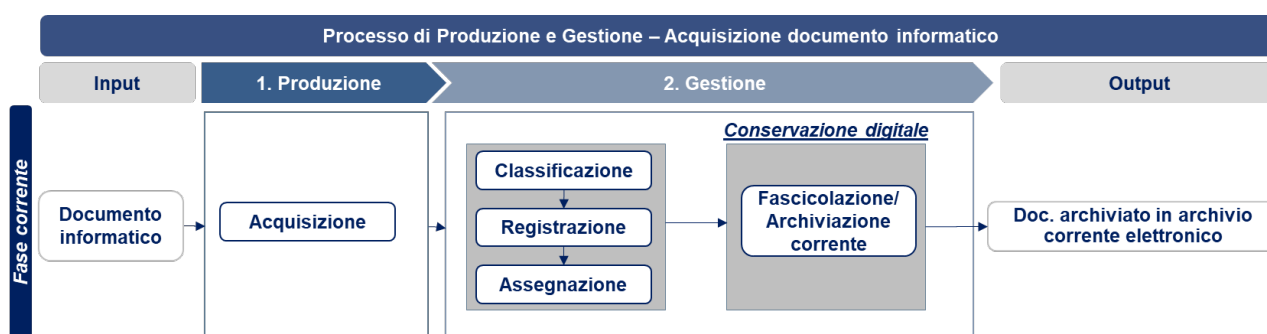 Processo di Produzione e Gestione – Acquisizione documento informatico
Input
1. Produzione
2. Gestione
Output
Fase corrente
Documento
informatico
Acquisizione
Classificazione
Registrazione
Assegnazione
Conservazione digitale
Fascicolazione/
Archiviazione
corrente
Doc. archiviato in archivio
corrente elettronico